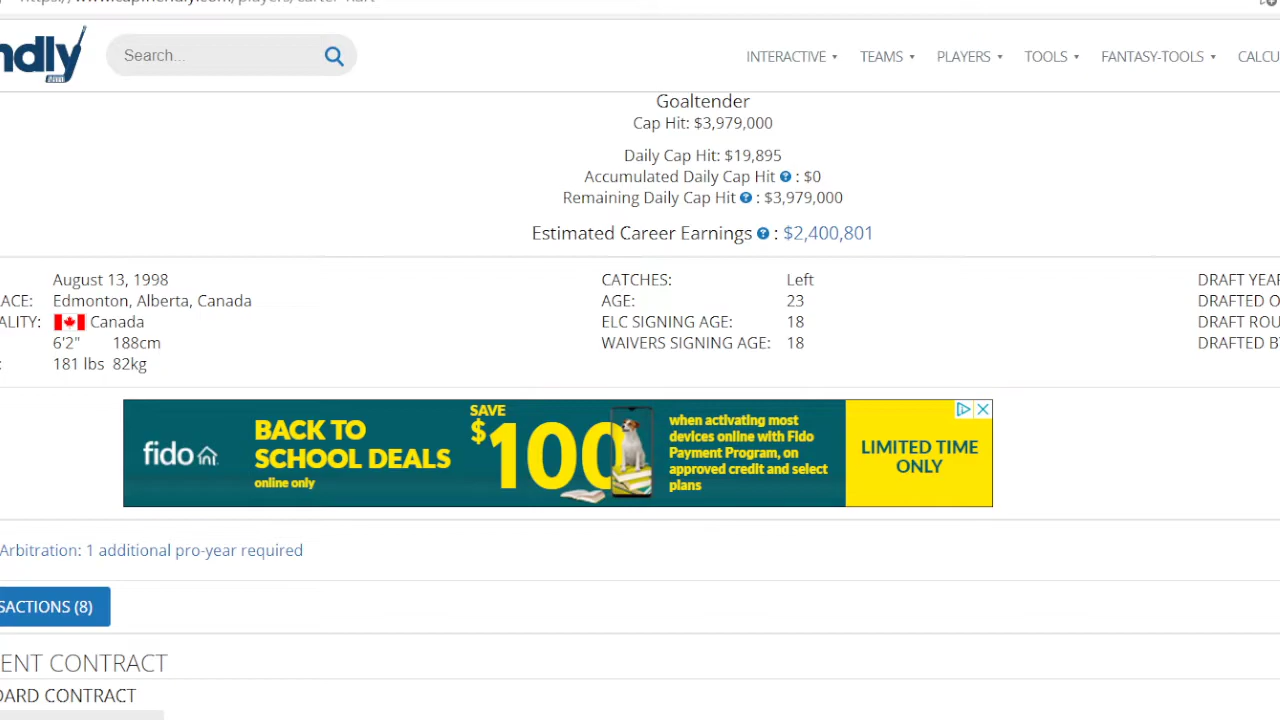 ndly
Search...
INTERACTIVE
TEAMS
PLAYERS
TOOLS
FANTASY-TOOLS
CALCU
Goaltender
Cap Hit: $3,979,000
Daily Cap Hit: $19,895
Accumulated Daily Cap Hit ? : $0
Remaining Daily Cap Hit ? : $3,979,000
Estimated Career Earnings ? : $2,400,801
August 13, 1998
ACE: Edmonton, Alberta, Canada
ALITY: Canada
6'2" 188cm
: 181 lbs 82kg
CATCHES: Left
AGE: 23
ELC SIGNING AGE: 18
WAIVERS SIGNING AGE: 18
DRAFT YEAR
DRAFTED O
DRAFT ROU
DRAFTED B
fido
BACK TO
SCHOOL DEALS
online only
SAVE
$100
when activating most
devices online with Fido
Payment Program, on
approved credit and select
plans
LIMITED TIME
ONLY
Arbitration: 1 additional pro-year required
SACTIONS (8)
ENT CONTRACT
DARD CONTRACT